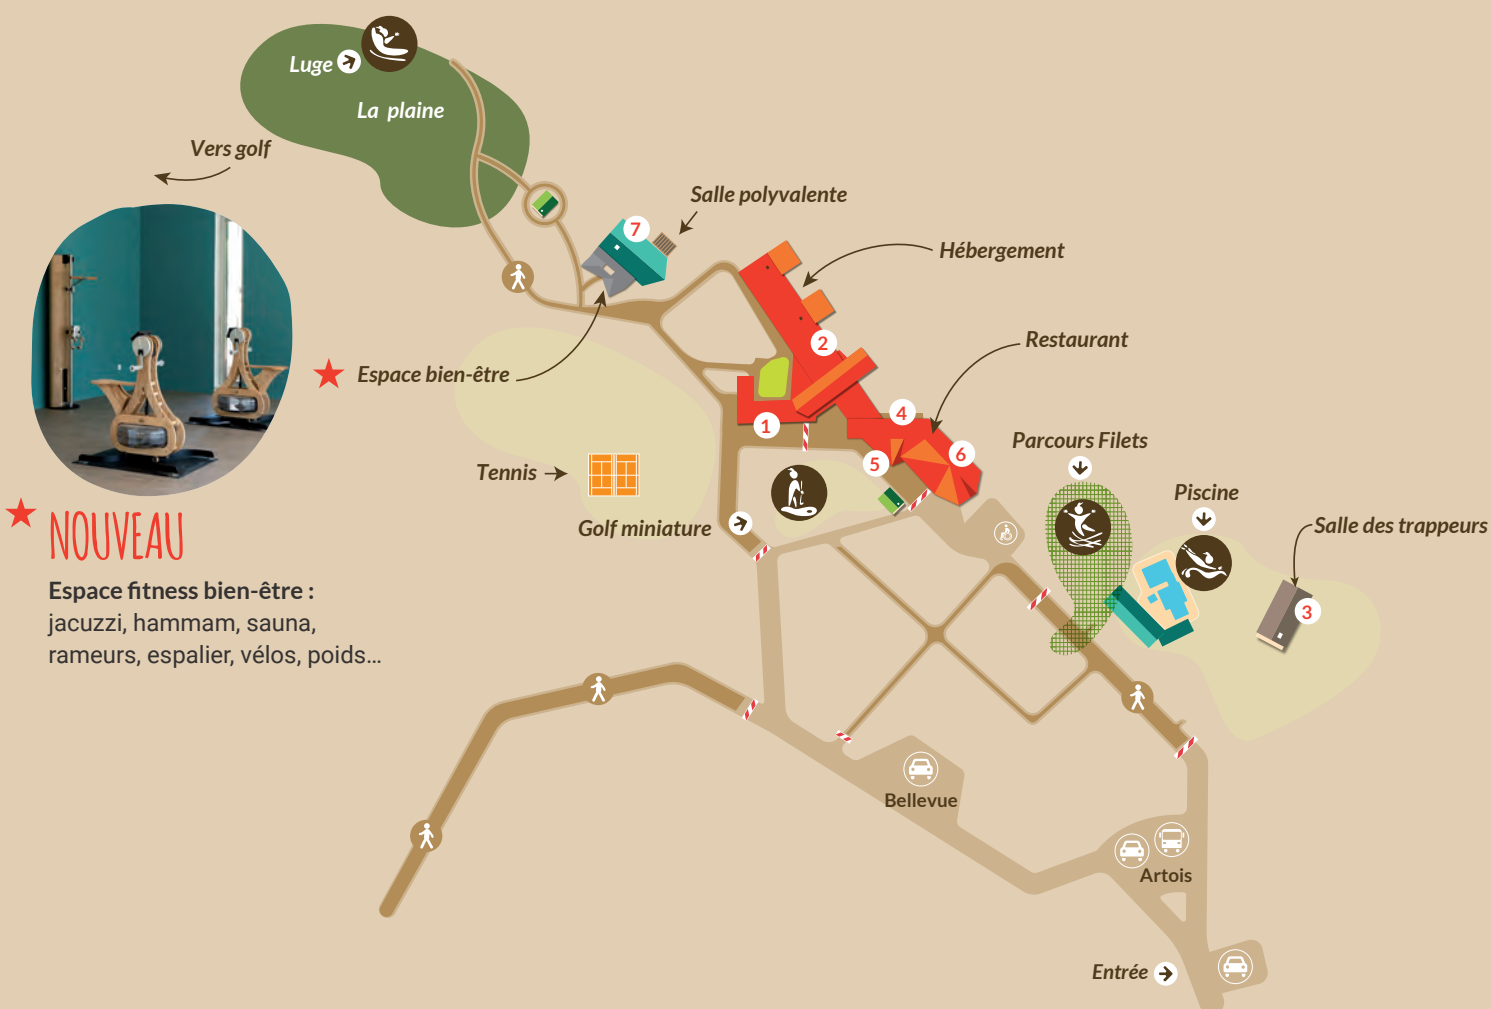 Luge
La plaine
Vers golf
Salle polyvalente
7
Hébergement
2
Restaurant
Espace bien-être
4
1
5
6
Parcours Filets
Tennis
Piscine
Golf miniature
Salle des trappeurs
3
NOUVEAU
Espace fitness bien-être :
jacuzzi, hammam, sauna,
rameurs, espalier, vélos, poids...
Bellevue
Artois
Entrée